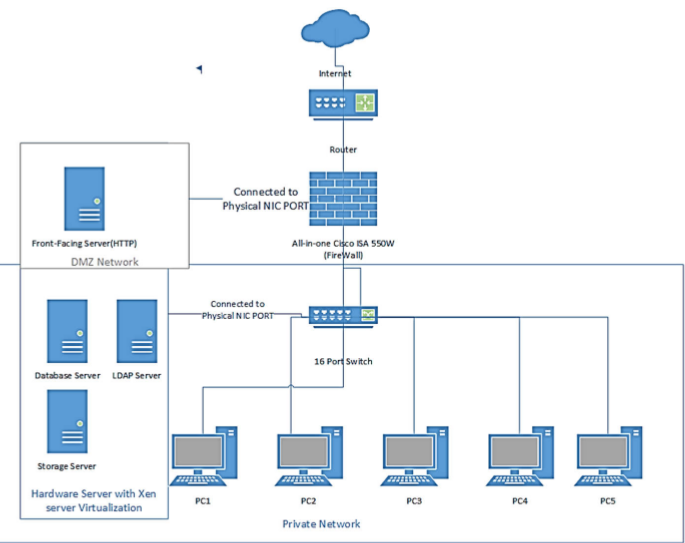 Internet
Router
Connected to
Physical NIC PORT
Front-Facing Server(HTTP)
All-in-one Cisco ISA 550W
(FireWall)
DMZ Network
Connected to
Physical NIC PORT
16 Port Switch
Database Server
LDAP Server
Storage Server
Hardware Server with Xen
server Virtualization
PC1
PC2
PC3
PC4
PC5
Private Network